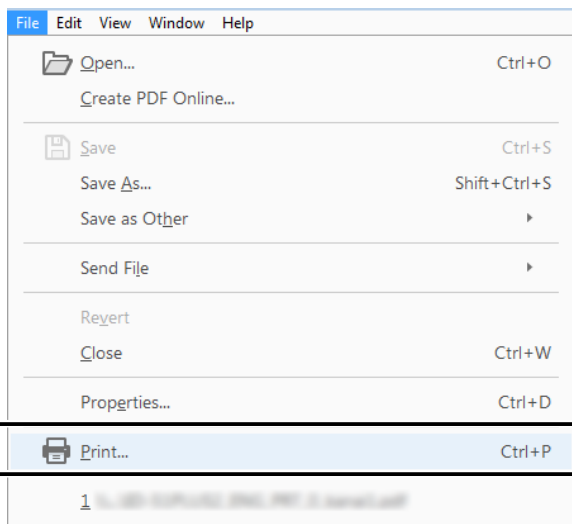 File Edit View Window Help
Open... Ctrl+O
Create PDF Online...
Save Ctrl+S
Save As... Shift+Ctrl+S
Save as Other
Send File
Revert
Close Ctrl+W
Properties... Ctrl+D
Print... Ctrl+P
1